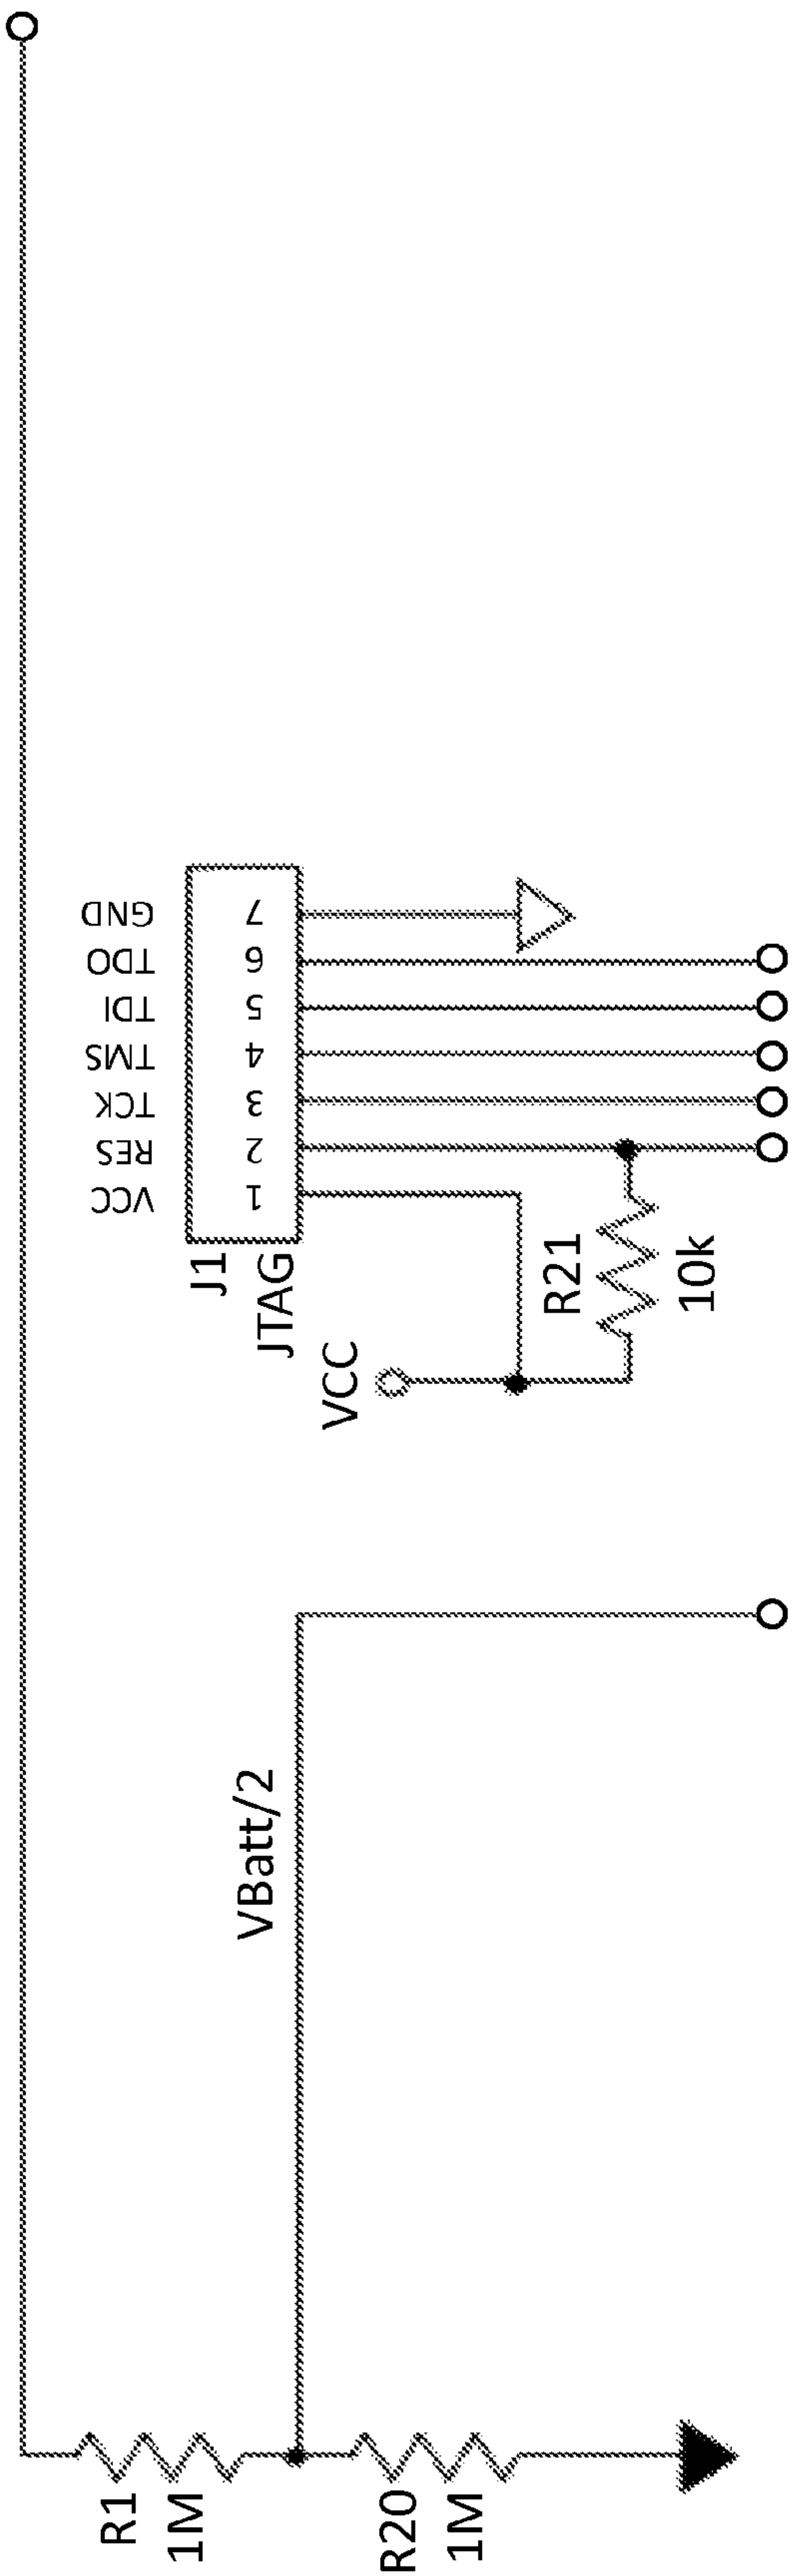 GND
TDO
TDI
TMS
TCK
RES
VCC
7
6
5
4
3
2
1
J1
JTAG
VCC
R21
10k
VBatt/2
R1
1M
R20
1M